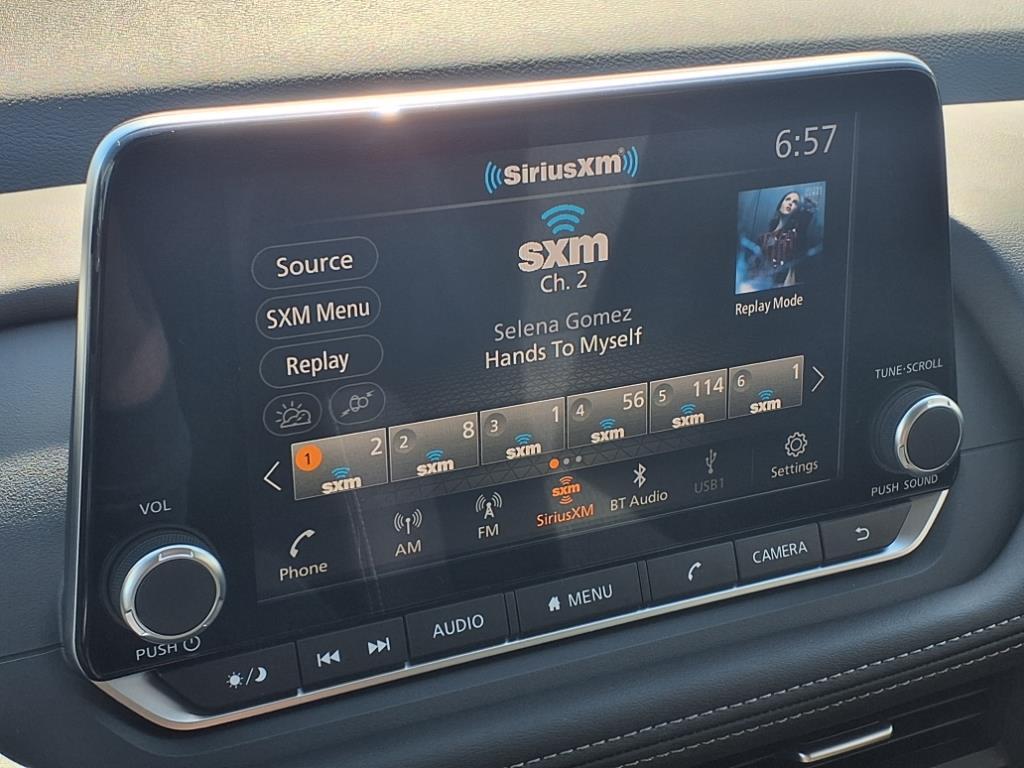 SiriusXM
6:57
sxm
Ch. 2
Source
SXM Menu
Replay
Selena Gomez
Hands To Myself
Replay Mode
1 2 sxm
2 8 sxm
3 1 sxm
4 56 sxm
5 114 sxm
6 1 sxm
Phone
AM
FM
sxm
SiriusXM
BT Audio
USB1
Settings
VOL
PUSH
TUNE·SCROLL
PUSH SOUND
AUDIO
MENU
CAMERA